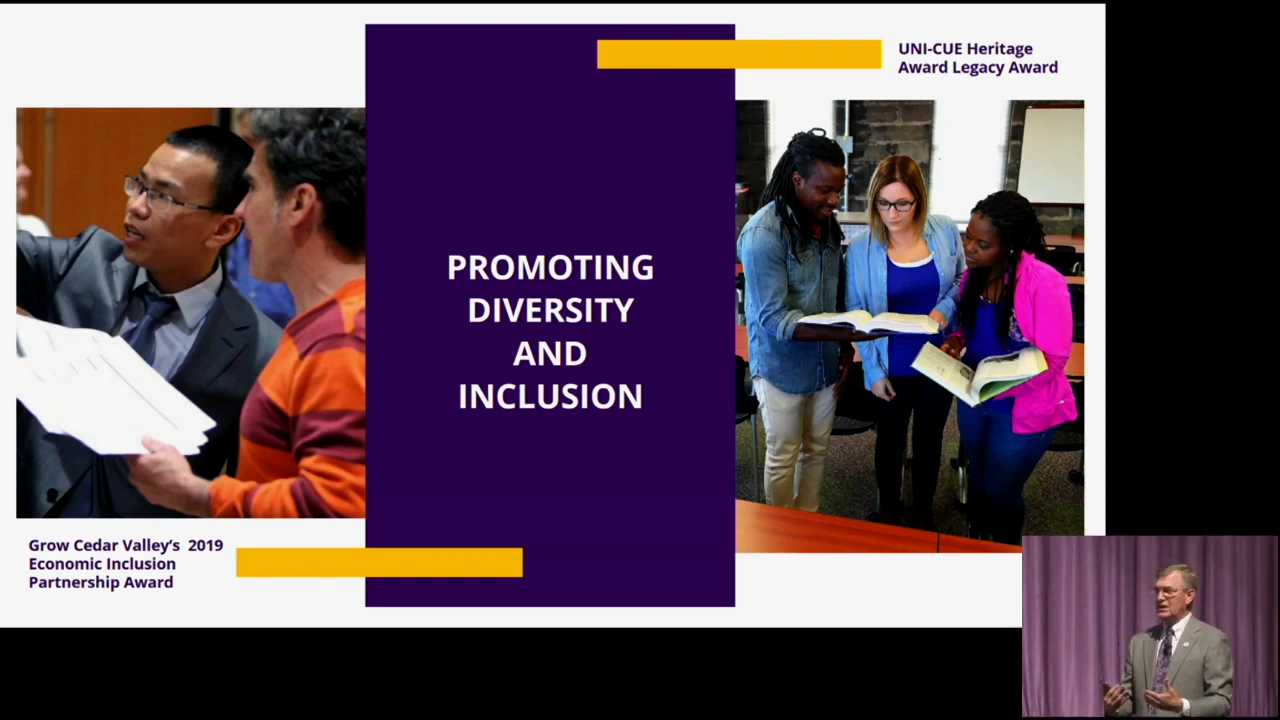 UNI-CUE Heritage
Award Legacy Award
PROMOTING
DIVERSITY
AND
INCLUSION
Grow Cedar Valley's 2019
Economic Inclusion
Partnership Award